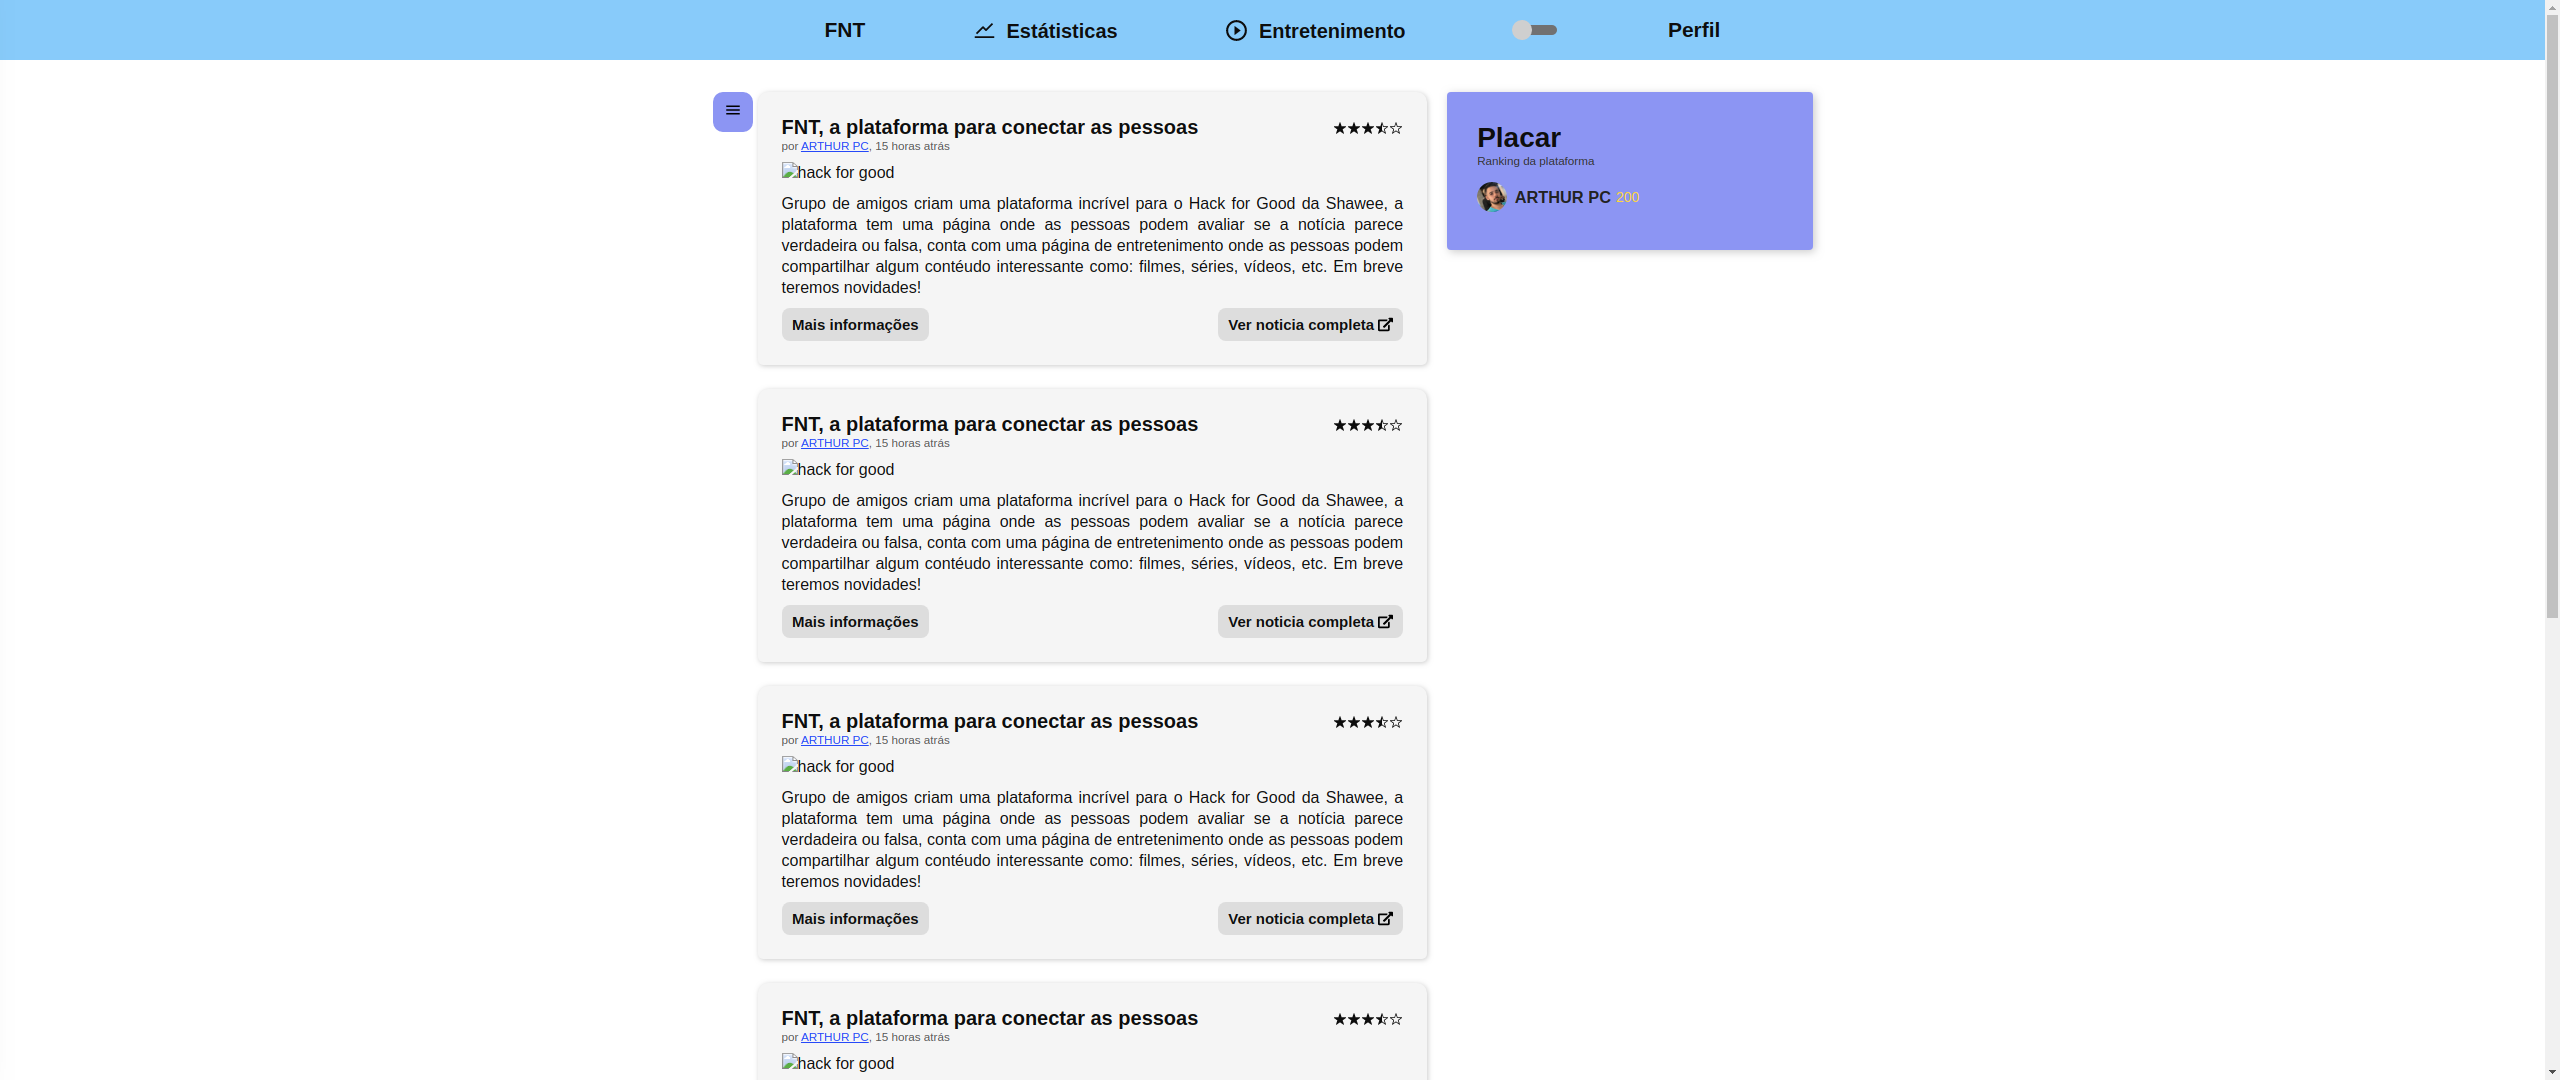 FNT
Estátisticas
Entretenimento
Perfil
FNT, a plataforma para conectar as pessoas
por ARTHUR PC, 15 horas atrás
hack for good
Grupo de amigos criam uma plataforma incrível para o Hack for Good da Shawee, a
plataforma tem uma página onde as pessoas podem avaliar se a notícia parece
verdadeira ou falsa, conta com uma página de entretenimento onde as pessoas podem
compartilhar algum contéudo interessante como: filmes, séries, vídeos, etc. Em breve
teremos novidades!
Mais informações
Ver noticia completa
FNT, a plataforma para conectar as pessoas
por ARTHUR PC, 15 horas atrás
hack for good
Grupo de amigos criam uma plataforma incrível para o Hack for Good da Shawee, a
plataforma tem uma página onde as pessoas podem avaliar se a notícia parece
verdadeira ou falsa, conta com uma página de entretenimento onde as pessoas podem
compartilhar algum contéudo interessante como: filmes, séries, vídeos, etc. Em breve
teremos novidades!
Mais informações
Ver noticia completa
FNT, a plataforma para conectar as pessoas
por ARTHUR PC, 15 horas atrás
hack for good
Grupo de amigos criam uma plataforma incrível para o Hack for Good da Shawee, a
plataforma tem uma página onde as pessoas podem avaliar se a notícia parece
verdadeira ou falsa, conta com uma página de entretenimento onde as pessoas podem
compartilhar algum contéudo interessante como: filmes, séries, vídeos, etc. Em breve
teremos novidades!
Mais informações
Ver noticia completa
FNT, a plataforma para conectar as pessoas
por ARTHUR PC, 15 horas atrás
hack for good
Placar
Ranking da plataforma
ARTHUR PC 200